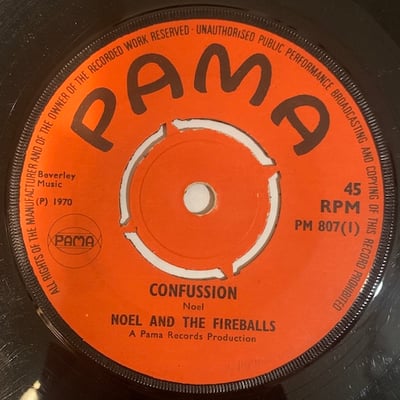 ALL RIGHTS OF THE MANUFACTURER AND OF THE OWNER OF THE RECORDED WORK RESERVED · UNAUTHORISED PUBLIC PERFORMANCE BROADCASTING AND COPYING OF THIS RECORD PROHIBITED
PAMA
Beverley
Music
(P) 1970
PAMA
45
RPM
PM 807(1)
CONFUSSION
Noel
NOEL AND THE FIREBALLS
A Pama Records Production